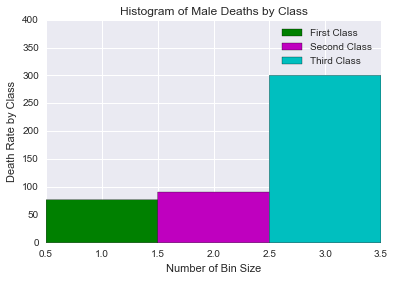 Histogram of Male Deaths by Class
First Class
Second Class
Third Class
Death Rate by Class
400
350
300
250
200
150
100
50
0
0.5 1.0 1.5 2.0 2.5 3.0 3.5
Number of Bin Size